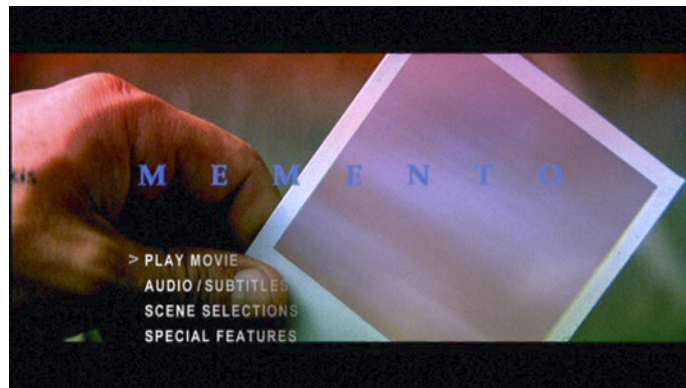 MEMENTO
> PLAY MOVIE
AUDIO / SUBTITLES
SCENE SELECTIONS
SPECIAL FEATURES